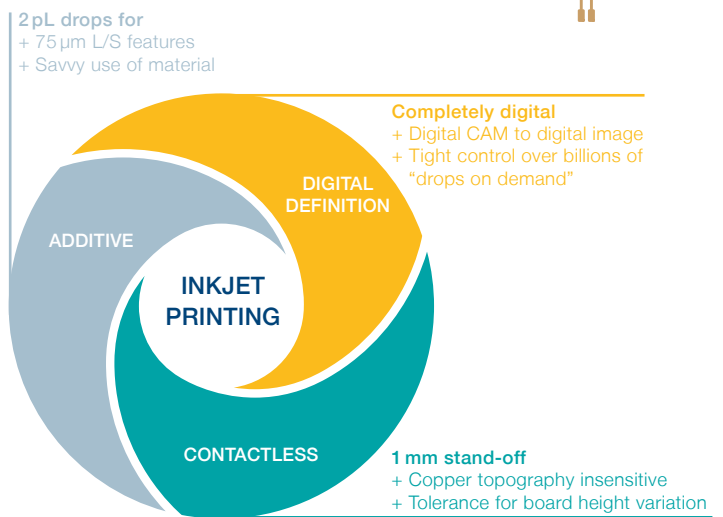 2 pL drops for
+ 75 µm L/S features
+ Savvy use of material
Completely digital
+ Digital CAM to digital image
+ Tight control over billions of
“drops on demand”
DIGITAL
DEFINITION
ADDITIVE
INKJET
PRINTING
CONTACTLESS
1 mm stand-off
+ Copper topography insensitive
+ Tolerance for board height variation